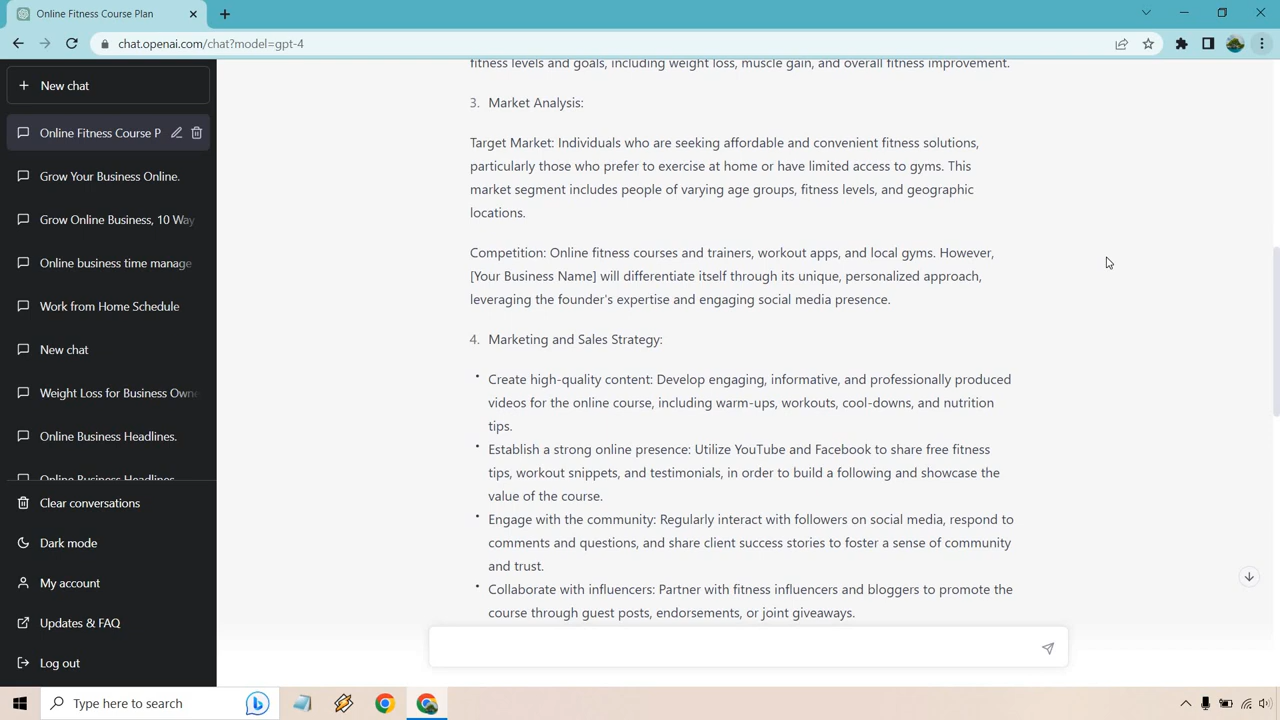 Online Fitness Course Plan
chat.openai.com/chat?model=gpt-4
New chat
Online Fitness Course P
Grow Your Business Online.
Grow Online Business, 10 Way
Online business time manage
Work from Home Schedule
New chat
Weight Loss for Business Owne
Online Business Headlines.
Online Business Headlines
Clear conversations
Dark mode
My account
Updates & FAQ
Log out
fitness levels and goals, including weight loss, muscle gain, and overall fitness improvement.
3. Market Analysis:
Target Market: Individuals who are seeking affordable and convenient fitness solutions,
particularly those who prefer to exercise at home or have limited access to gyms. This
market segment includes people of varying age groups, fitness levels, and geographic
locations.
Competition: Online fitness courses and trainers, workout apps, and local gyms. However,
[Your Business Name] will differentiate itself through its unique, personalized approach,
leveraging the founder's expertise and engaging social media presence.
4. Marketing and Sales Strategy:
• Create high-quality content: Develop engaging, informative, and professionally produced
videos for the online course, including warm-ups, workouts, cool-downs, and nutrition
tips.
• Establish a strong online presence: Utilize YouTube and Facebook to share free fitness
tips, workout snippets, and testimonials, in order to build a following and showcase the
value of the course.
• Engage with the community: Regularly interact with followers on social media, respond to
comments and questions, and share client success stories to foster a sense of community
and trust.
• Collaborate with influencers: Partner with fitness influencers and bloggers to promote the
course through guest posts, endorsements, or joint giveaways.
Type here to search